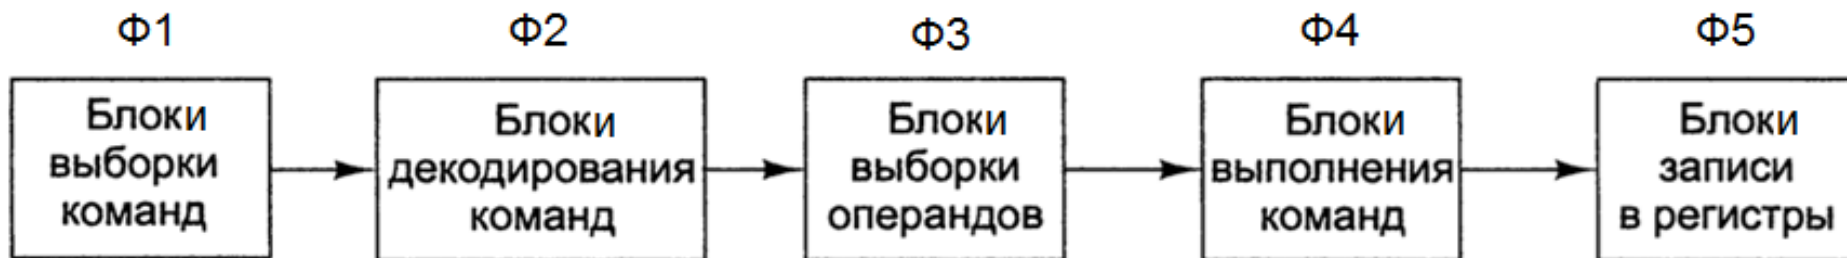 Ф1 Ф2 Ф3 Ф4 Ф5
Блоки
выборки
команд
Блоки
декодирования
команд
Блоки
выборки
операндов
Блоки
выполнения
команд
Блоки
записи
в регистры